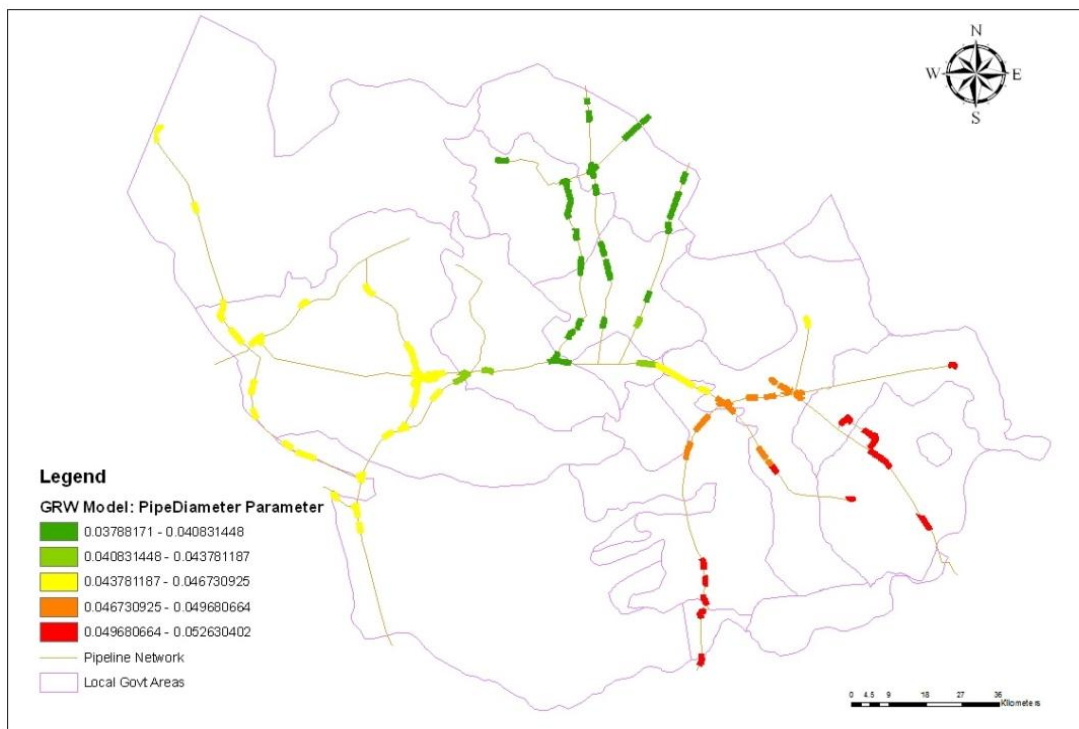 N
W E
S
Legend
GRW Model: PipeDiameter Parameter
0.03788171 - 0.040831448
0.040831448 - 0.043781187
0.043781187 - 0.046730925
0.046730925 - 0.049680664
0.049680664 - 0.052630402
Pipeline Network
Local Govt Areas
0 4.5 9 18 27 36
Kilometers